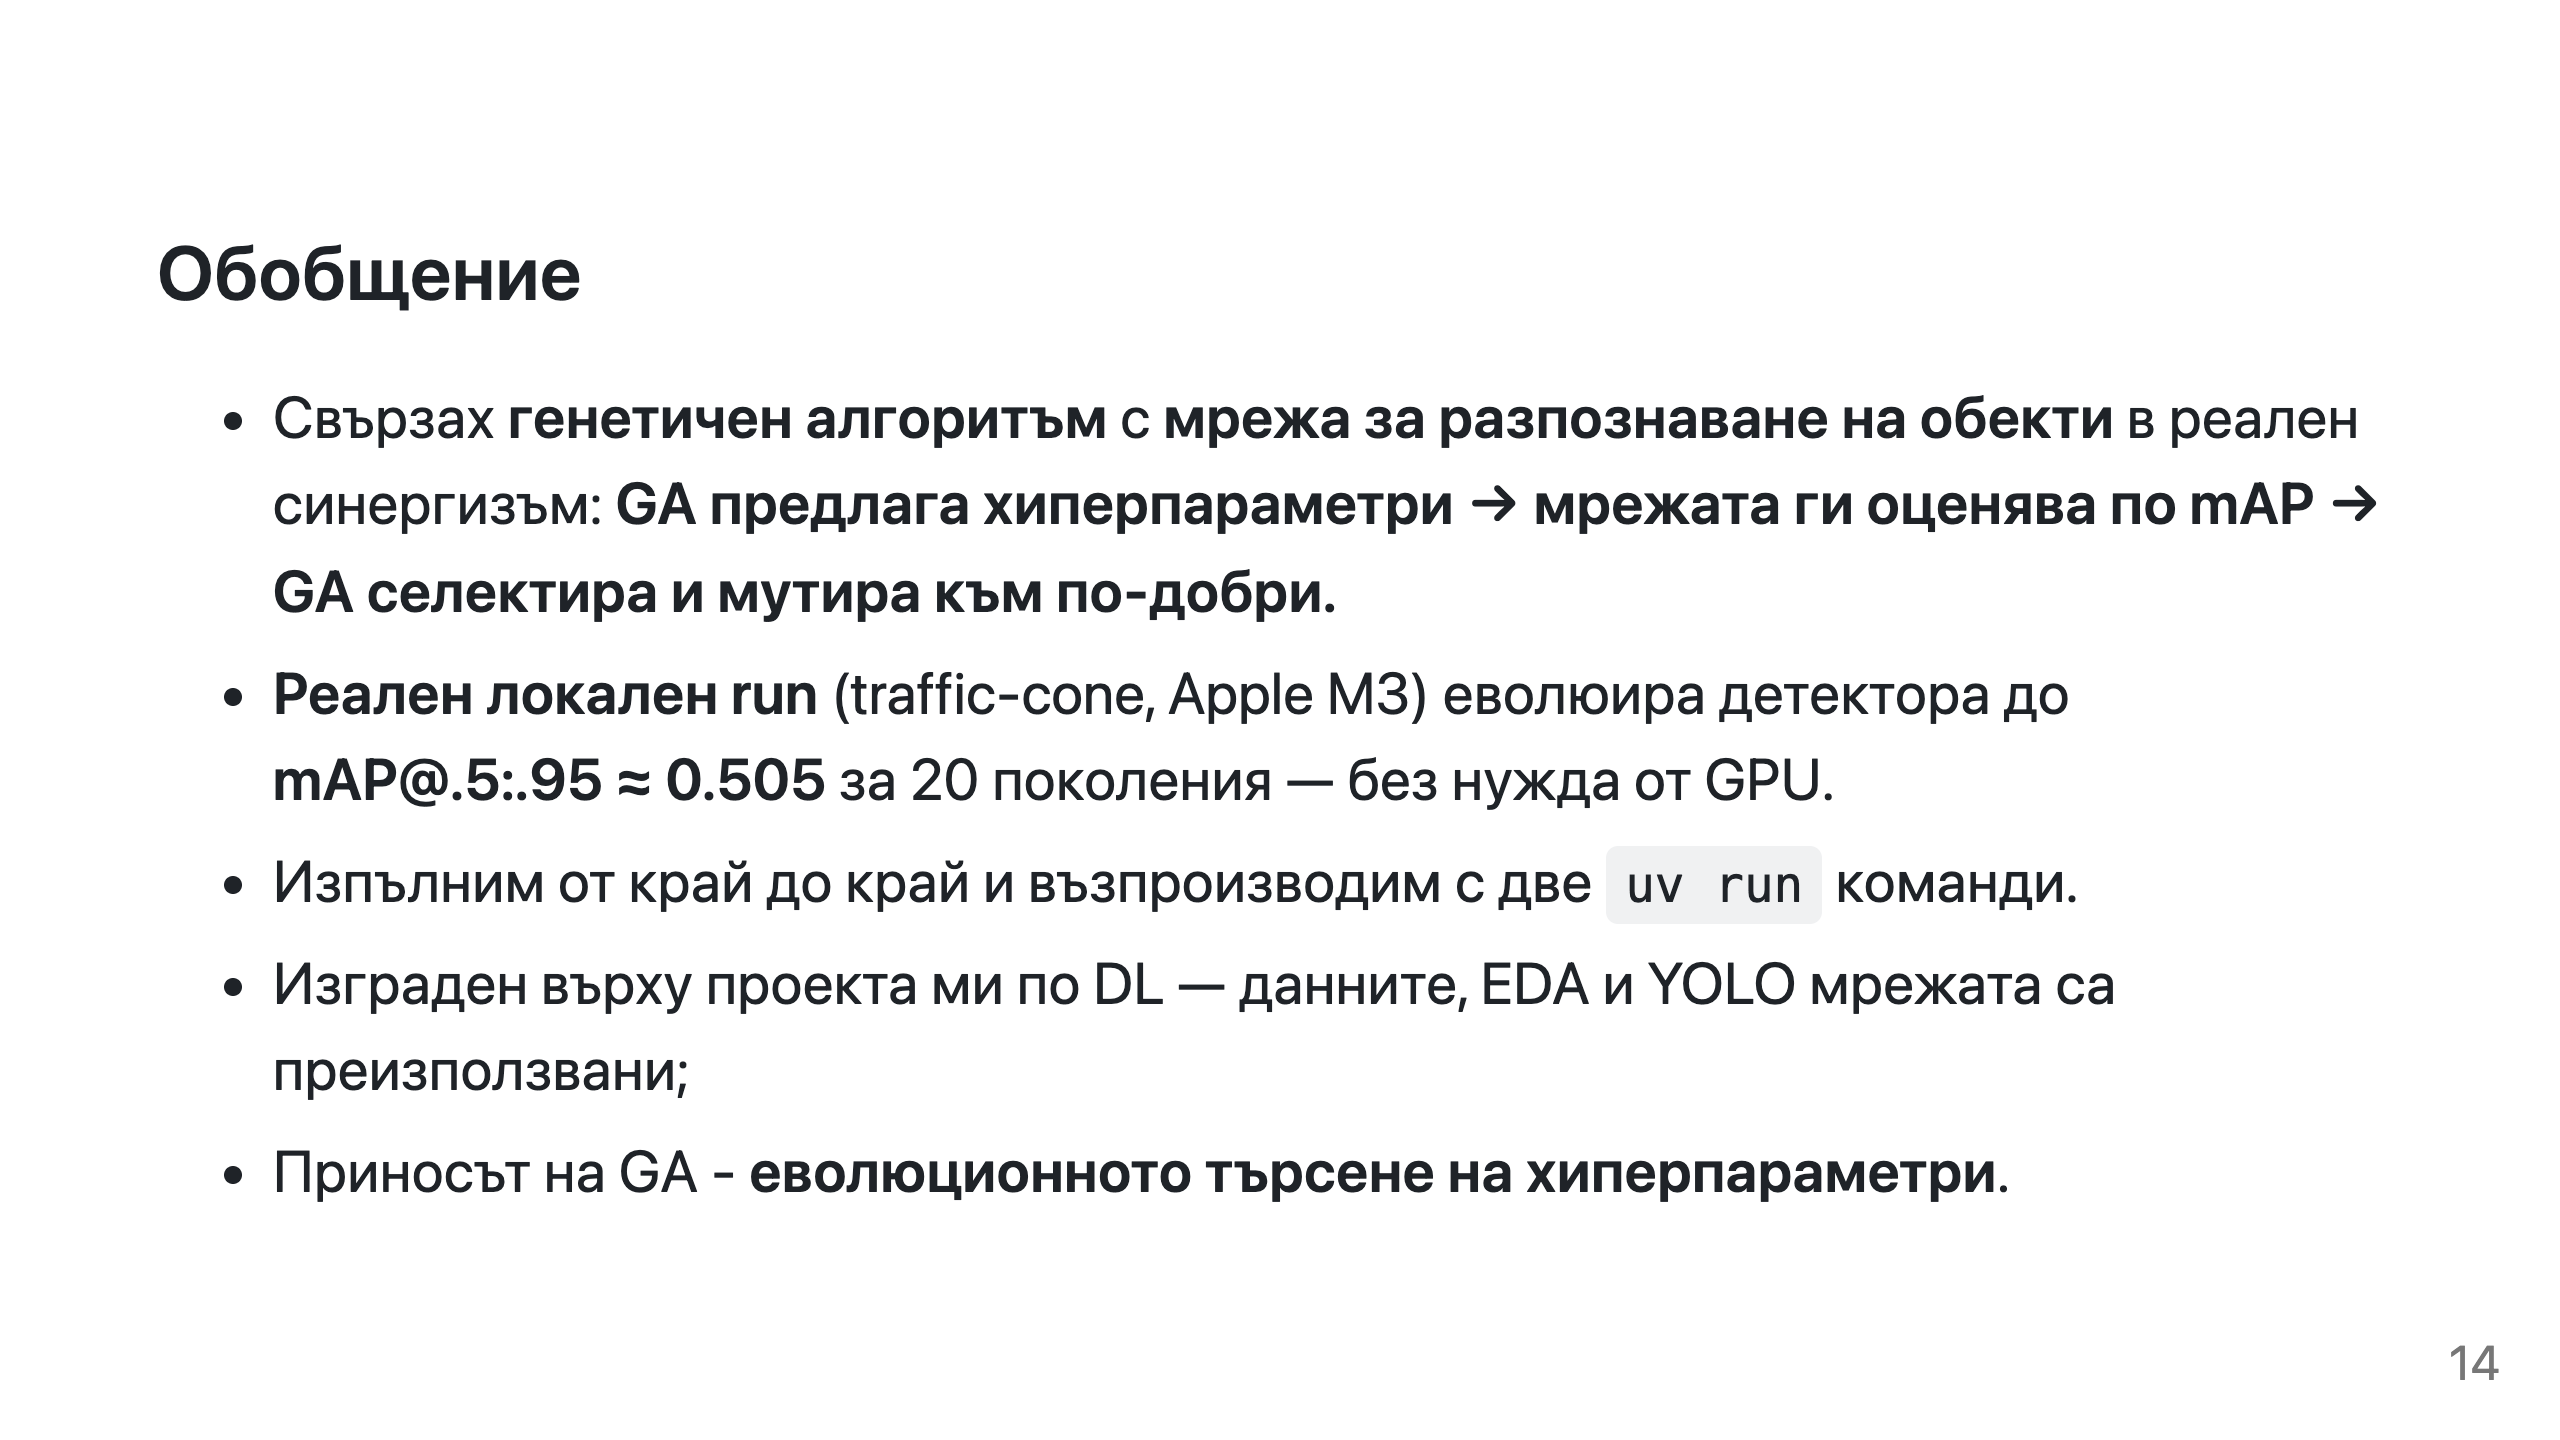 Обобщение
• Свързах генетичен алгоритъм с мрежа за разпознаване на обекти в реален
синергизъм: GA предлага хиперпараметри → мрежата ги оценява по mAP →
GA селектира и мутира към по-добри.
• Реален локален run (traffic-cone, Apple M3) еволюира детектора до
mAP@.5:.95 ≈ 0.505 за 20 поколения — без нужда от GPU.
• Изпълним от край до край и възпроизводим с две uv run команди.
• Изграден върху проекта ми по DL — данните, EDA и YOLO мрежата са
преизползвани;
• Приносът на GA - еволюционното търсене на хиперпараметри.
14